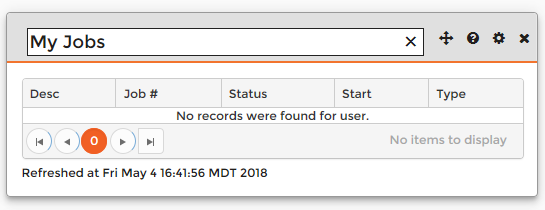 My Jobs
Desc Job # Status Start Type
No records were found for user.
0 No items to display
Refreshed at Fri May 4 16:41:56 MDT 2018